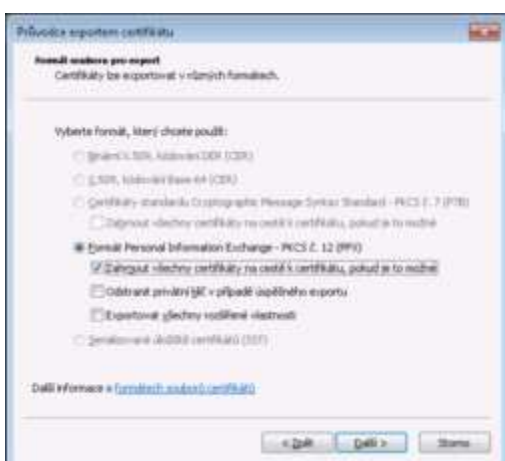 Průvodce exportem certifikátu
Formát souboru pro export
Certifikáty lze exportovat v různých formátech.
Vyberte formát, který chcete použít:
Binární X.509, kódování DER (CER)
X.509, kódování Base-64 (CER)
Certifikáty standardu Cryptographic Message Syntax Standard - PKCS č. 7 (P7B)
Zahrnout všechny certifikáty na cestě k certifikátu, pokud je to možné
Formát Personal Information Exchange - PKCS č. 12 (PFX)
Zahrnout všechny certifikáty na cestě k certifikátu, pokud je to možné
Odstranit privátní klíč v případě úspěšného exportu
Exportovat všechny rozšířené vlastnosti
Serializované úložiště certifikátů (SST)
Další informace o formátech souborů certifikátů
< Zpět
Další >
Storno